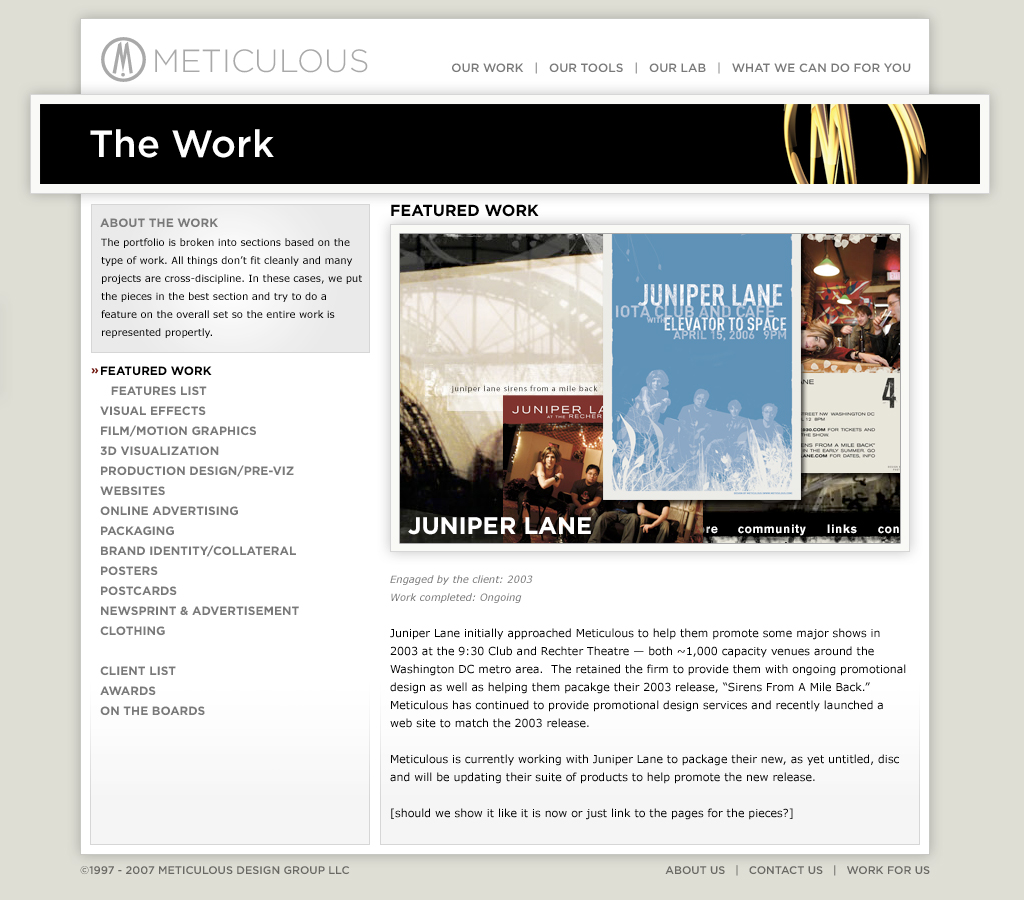 METICULOUS
OUR WORK | OUR TOOLS | OUR LAB | WHAT WE CAN DO FOR YOU
The Work
ABOUT THE WORK
The portfolio is broken into sections based on the
type of work. All things don’t fit cleanly and many
projects are cross-discipline. In these cases, we put
the pieces in the best section and try to do a
feature on the overall set so the entire work is
represented propertly.
»FEATURED WORK
FEATURES LIST
VISUAL EFFECTS
FILM/MOTION GRAPHICS
3D VISUALIZATION
PRODUCTION DESIGN/PRE-VIZ
WEBSITES
ONLINE ADVERTISING
PACKAGING
BRAND IDENTITY/COLLATERAL
POSTERS
POSTCARDS
NEWSPRINT & ADVERTISEMENT
CLOTHING
CLIENT LIST
AWARDS
ON THE BOARDS
FEATURED WORK
JUNIPER LANE
IOTA CLUB AND CAFE
with ELEVATOR TO SPACE
APRIL 15, 2006 9PM
juniper lane sirens from a mile back
JUNIPER LA
AT THE RECHER
ANE
4
STREET NW WASHINGTON DC
12 8PM
930.COM FOR TICKETS AND
THE SHOW
ENS FROM A MILE BACK"
IN THE EARLY SUMMER. GO
LANE.COM FOR DATES, INFO
JUNIPER LANE
re community links con
Engaged by the client: 2003
Work completed: Ongoing
Juniper Lane initially approached Meticulous to help them promote some major shows in
2003 at the 9:30 Club and Rechter Theatre — both ~1,000 capacity venues around the
Washington DC metro area.  The retained the firm to provide them with ongoing promotional
design as well as helping them pacakge their 2003 release, “Sirens From A Mile Back.”
Meticulous has continued to provide promotional design services and recently launched a
web site to match the 2003 release.
Meticulous is currently working with Juniper Lane to package their new, as yet untitled, disc
and will be updating their suite of products to help promote the new release.
[should we show it like it is now or just link to the pages for the pieces?]
©1997 - 2007 METICULOUS DESIGN GROUP LLC
ABOUT US | CONTACT US | WORK FOR US